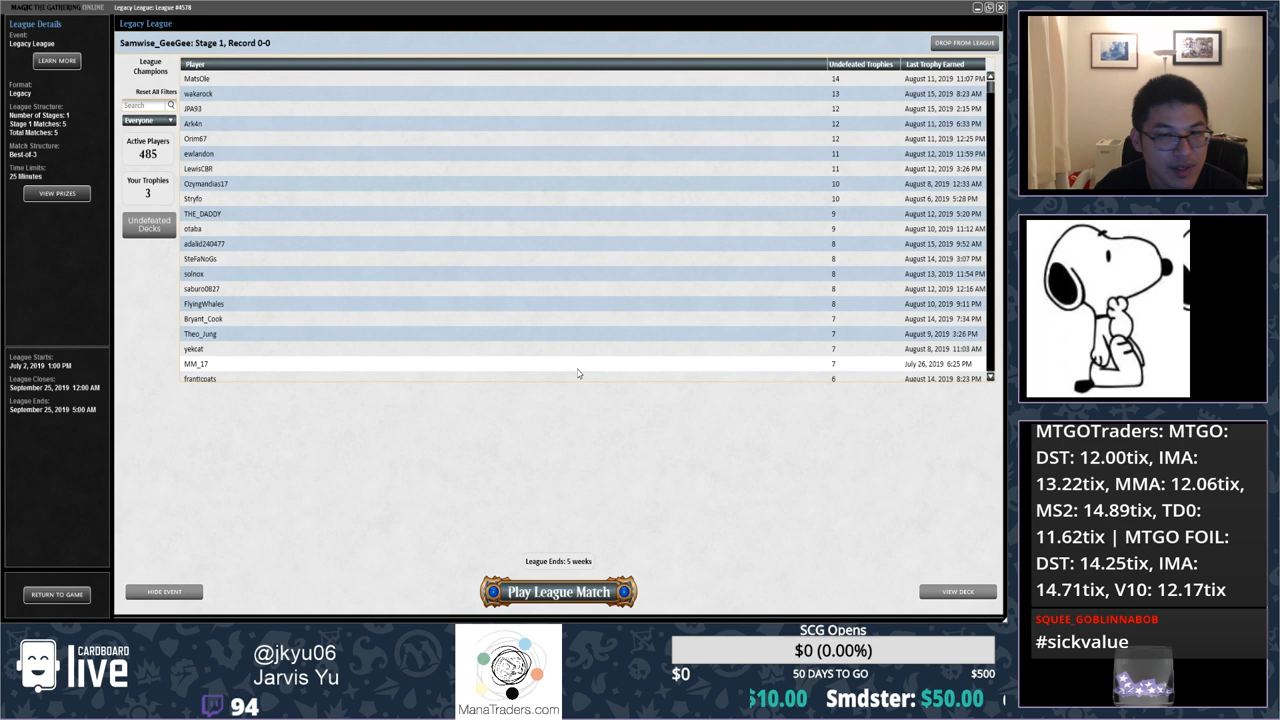 MAGIC THE GATHERING ONLINE
Legacy League: League #4578
League Details
Event:
Legacy League
LEARN MORE
Format:
Legacy
League Structure:
Number of Stages: 1
Stage 1 Matches: 5
Total Matches: 5
Match Structure:
Best-of-3
Time Limits:
25 Minutes
VIEW PRIZES
League Starts:
July 2, 2019 1:00 PM
League Closes:
September 25, 2019 12:00 AM
League Ends:
September 25, 2019 5:00 AM
RETURN TO GAME
Legacy League
Samwise_GeeGee: Stage 1, Record 0-0
DROP FROM LEAGUE
League Champions
Reset All Filters
Search
Everyone
Active Players
485
Your Trophies
3
Undefeated Decks
Player Undefeated Trophies Last Trophy Earned
MatsOle 14 August 11, 2019 11:07 PM
wakarock 13 August 15, 2019 8:23 AM
JPA93 12 August 15, 2019 2:15 PM
Ark4n 12 August 11, 2019 6:33 PM
Orim67 12 August 11, 2019 12:25 PM
ewlandon 11 August 12, 2019 11:59 PM
LewisCBR 11 August 12, 2019 3:26 PM
Ozymandias17 10 August 8, 2019 12:33 AM
Stryfo 10 August 6, 2019 5:28 PM
THE_DADDY 9 August 12, 2019 5:20 PM
otaba 9 August 10, 2019 11:12 AM
adalid240477 8 August 15, 2019 9:52 AM
SteFaNoGs 8 August 14, 2019 3:07 PM
solnox 8 August 13, 2019 11:54 PM
saburo0827 8 August 12, 2019 12:16 AM
FlyingWhales 8 August 10, 2019 9:11 PM
Bryant_Cook 7 August 14, 2019 7:34 PM
Theo_Jung 7 August 9, 2019 3:26 PM
yekcat 7 August 8, 2019 11:03 AM
MM_17 7 July 26, 2019 6:25 PM
franticoats 6 August 14, 2019 8:23 PM
League Ends: 5 weeks
HIDE EVENT
Play League Match
VIEW DECK
MTGOTraders: MTGO:
DST: 12.00tix, IMA:
13.22tix, MMA: 12.06tix,
MS2: 14.89tix, TD0:
11.62tix | MTGO FOIL:
DST: 14.25tix, IMA:
14.71tix, V10: 12.17tix
SQUEE_GOBLINNABOB
#sickvalue
CARDBOARD
live
@jkyu06
Jarvis Yu
94
ManaTraders.com
SCG Opens
$0 (0.00%)
$0 50 DAYS TO GO $500
$10.00 Smdster: $50.00